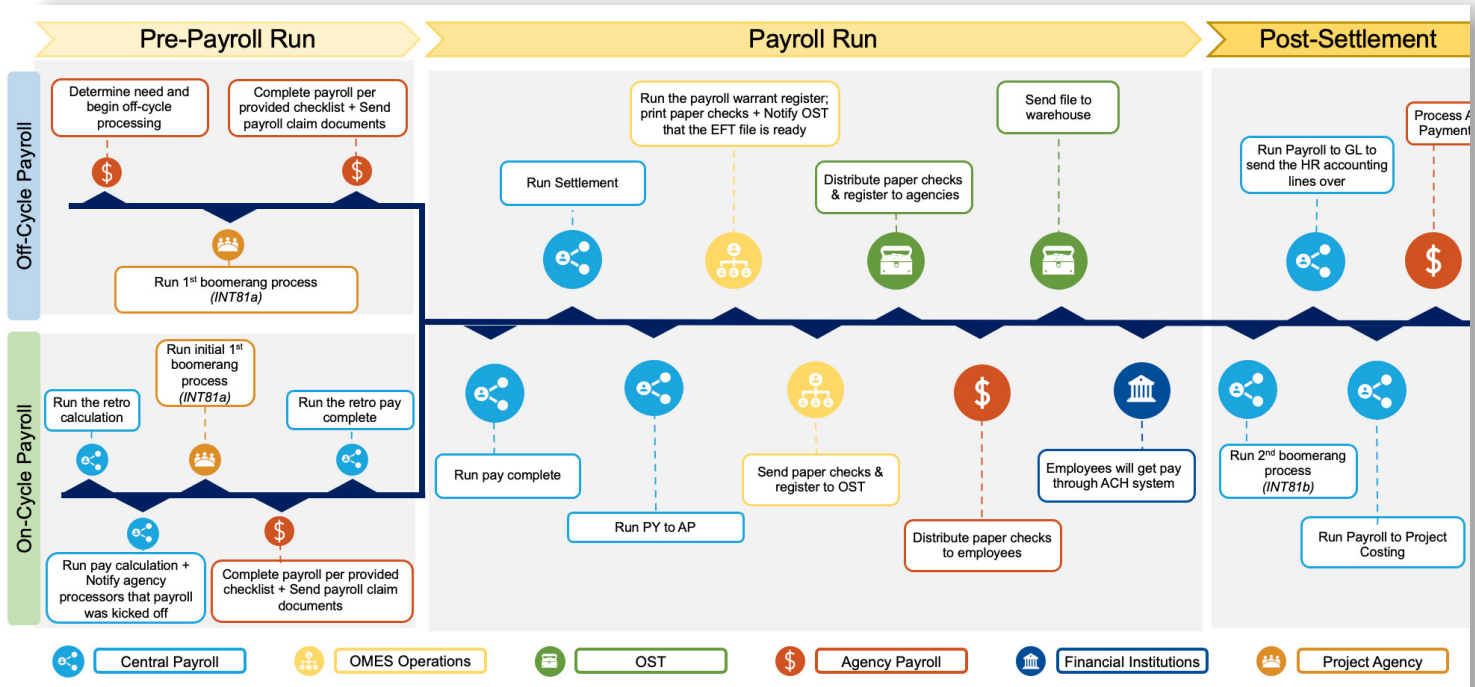 Pre-Payroll Run
Payroll Run
Post-Settlement
Off-Cycle Payroll
Determine need and
begin off-cycle
processing
Complete payroll per
provided checklist + Send
payroll claim documents
Run 1st boomerang process
(INT81a)
On-Cycle Payroll
Run the retro
calculation
Run initial 1st
boomerang
process
(INT81a)
Run the retro pay
complete
Run pay calculation +
Notify agency
processors that payroll
was kicked off
Complete payroll per provided
checklist + Send payroll claim
documents
Run Settlement
Run the payroll warrant register;
print paper checks + Notify OST
that the EFT file is ready
Distribute paper checks
& register to agencies
Send file to
warehouse
Run pay complete
Run PY to AP
Send paper checks &
register to OST
Distribute paper checks
to employees
Employees will get pay
through ACH system
Run Payroll to GL to
send the HR accounting
lines over
Process A
Payment
Run 2nd boomerang
process
(INT81b)
Run Payroll to Project
Costing
Central Payroll
OMES Operations
OST
Agency Payroll
Financial Institutions
Project Agency